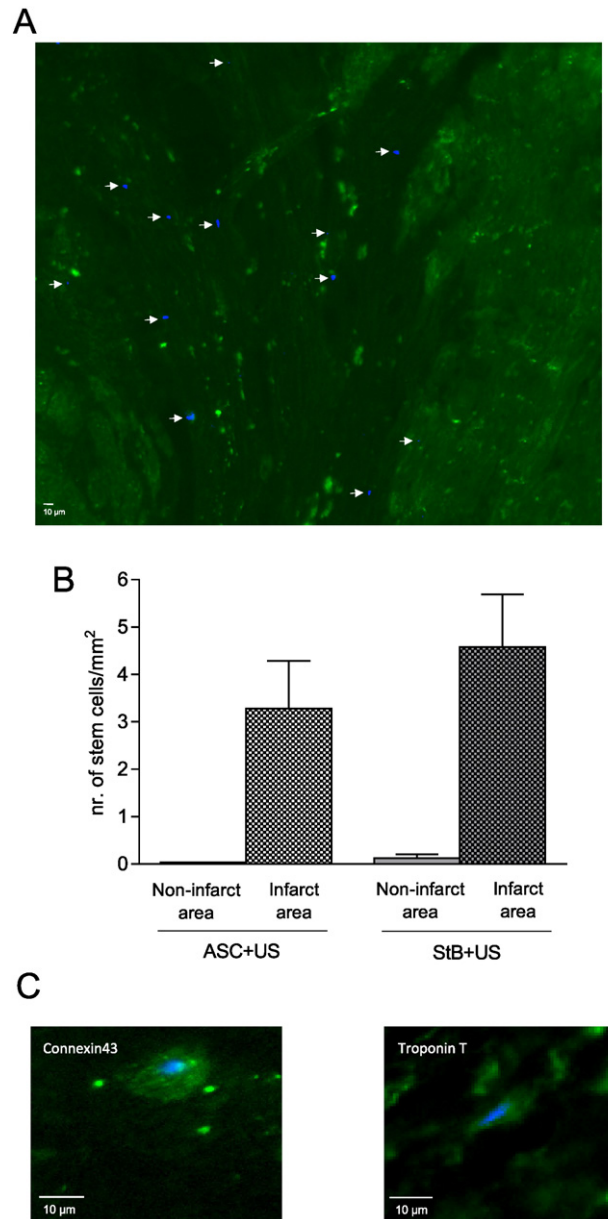 A
10 µm
B
nr. of stem cells/mm²
6
5
4
3
2
1
0
Non-infarct Infarct Non-infarct Infarct
area area area area
ASC+US StB+US
C
Connexin43 Troponin T
10 µm 10 µm